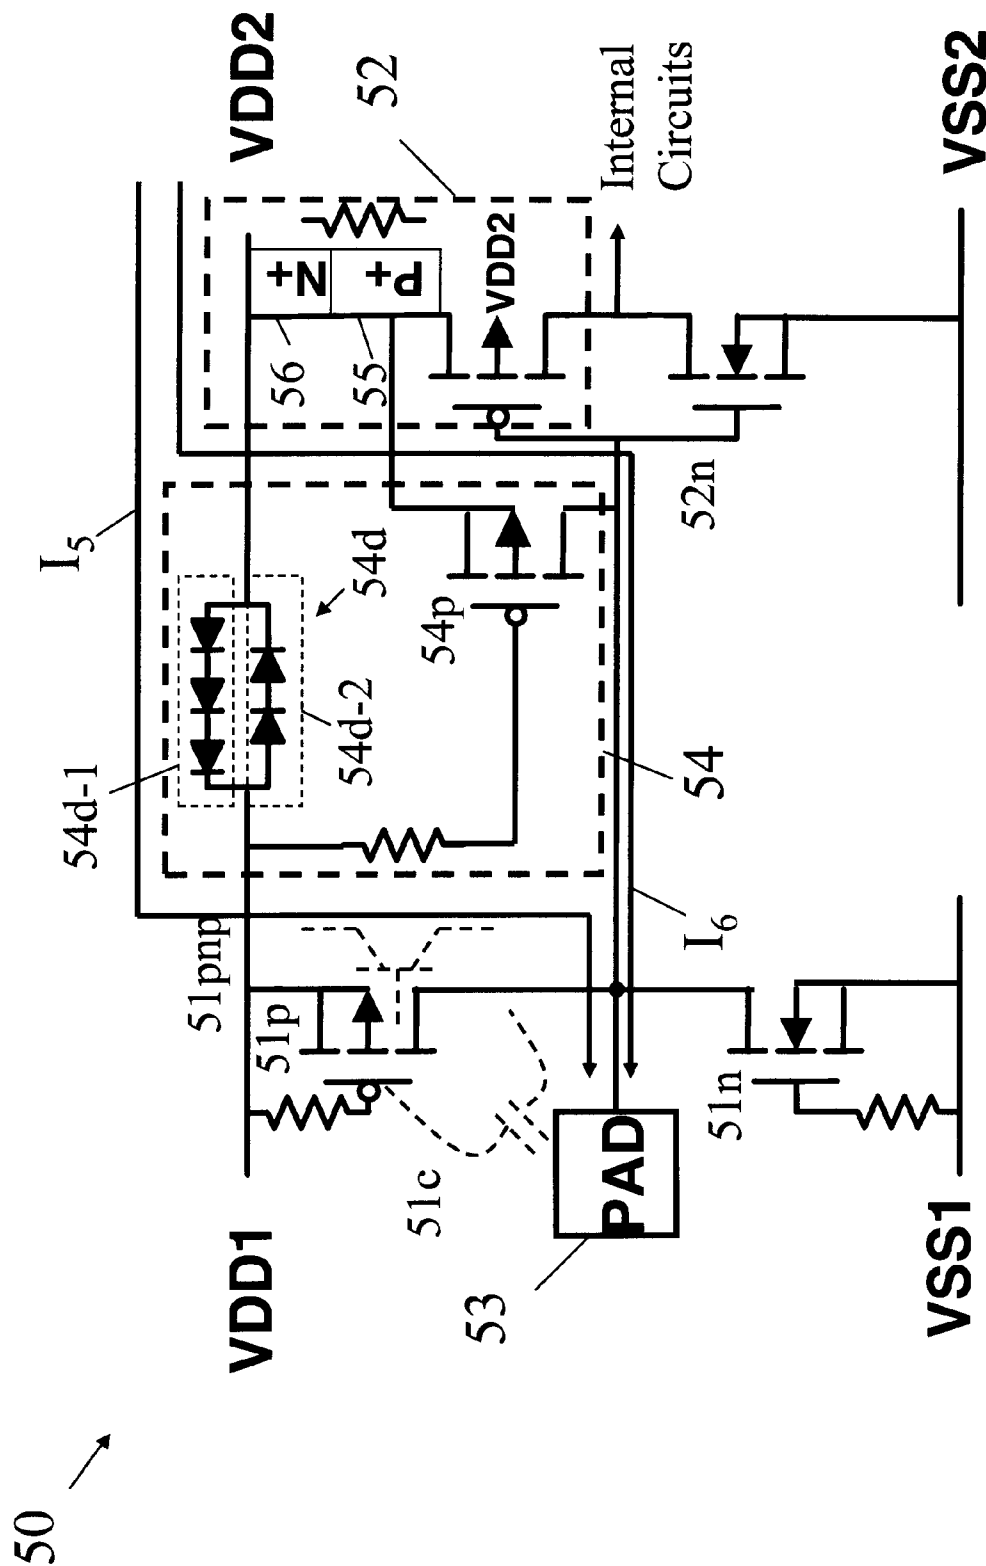 50
I5
VDD1
VDD2
VDD2
54d-1
54d
54d-2
51pnp
51p
51c
N+
P+
56
55
52
54p
54
52n
Internal
Circuits
53
PAD
I6
51n
VSS1
VSS2